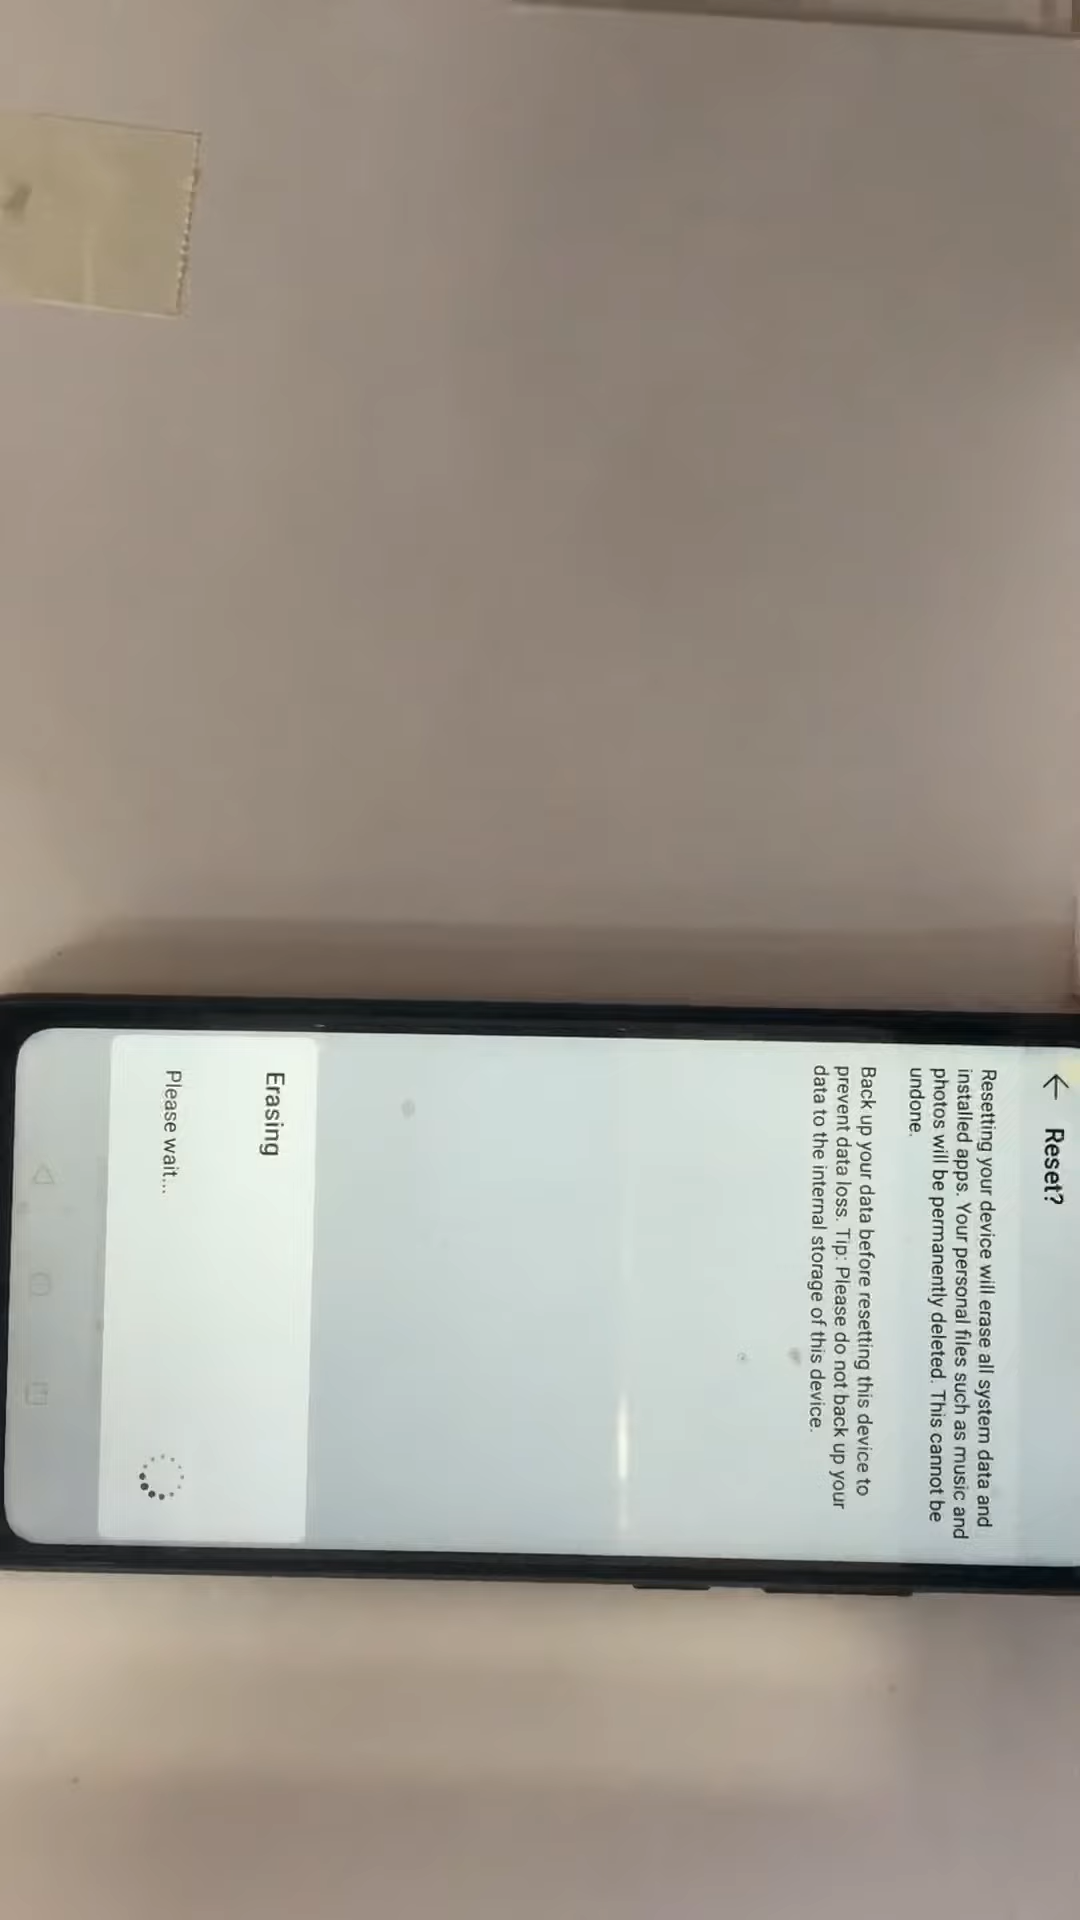 Reset?
Resetting your device will erase all system data and
installed apps. Your personal files such as music and
photos will be permanently deleted. This cannot be
undone.
Back up your data before resetting this device to
prevent data loss. Tip: Please do not back up your
data to the internal storage of this device.
Erasing
Please wait...